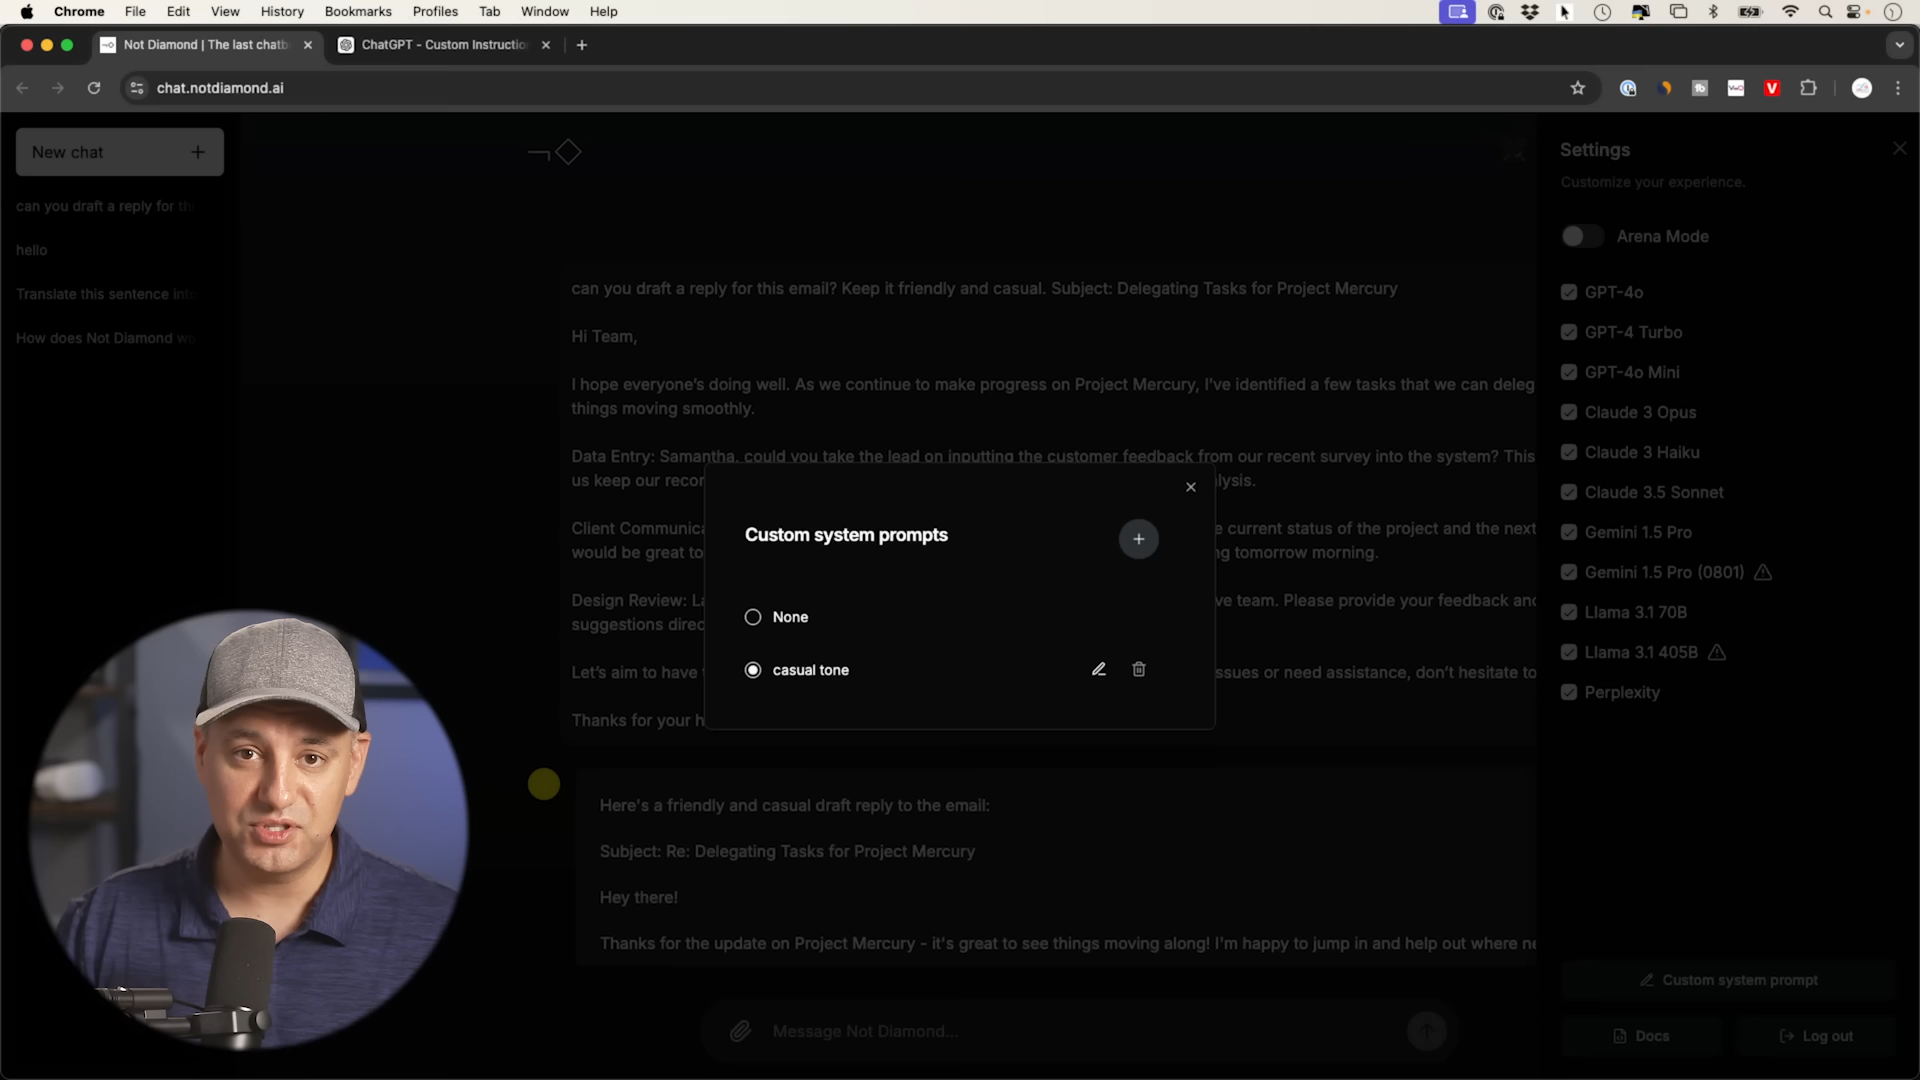 Chrome File Edit View History Bookmarks Profiles Tab Window Help
Not Diamond | The last chatb
ChatGPT - Custom Instructio
chat.notdiamond.ai
New chat
can you draft a reply for th
hello
Translate this sentence into
How does Not Diamond wo
can you draft a reply for this email? Keep it friendly and casual. Subject: Delegating Tasks for Project Mercury
Hi Team,
I hope everyone's doing well. As we continue to make progress on Project Mercury, I've identified a few tasks that we can deleg
things moving smoothly.
Data Entry: Samantha, could you take the lead on inputting the customer feedback from our recent survey into the system? This
us keep our recor
lysis.
Client Communica
e current status of the project and the next
would be great to
ng tomorrow morning.
Design Review: La
ve team. Please provide your feedback and
suggestions direc
Let's aim to have t
ssues or need assistance, don't hesitate to
Thanks for your h
Custom system prompts
None
casual tone
Here's a friendly and casual draft reply to the email:
Subject: Re: Delegating Tasks for Project Mercury
Hey there!
Thanks for the update on Project Mercury - it's great to see things moving along! I'm happy to jump in and help out where ne
Message Not Diamond...
Settings
Customize your experience.
Arena Mode
GPT-4o
GPT-4 Turbo
GPT-4o Mini
Claude 3 Opus
Claude 3 Haiku
Claude 3.5 Sonnet
Gemini 1.5 Pro
Gemini 1.5 Pro (0801)
Llama 3.1 70B
Llama 3.1 405B
Perplexity
Custom system prompt
Docs
Log out